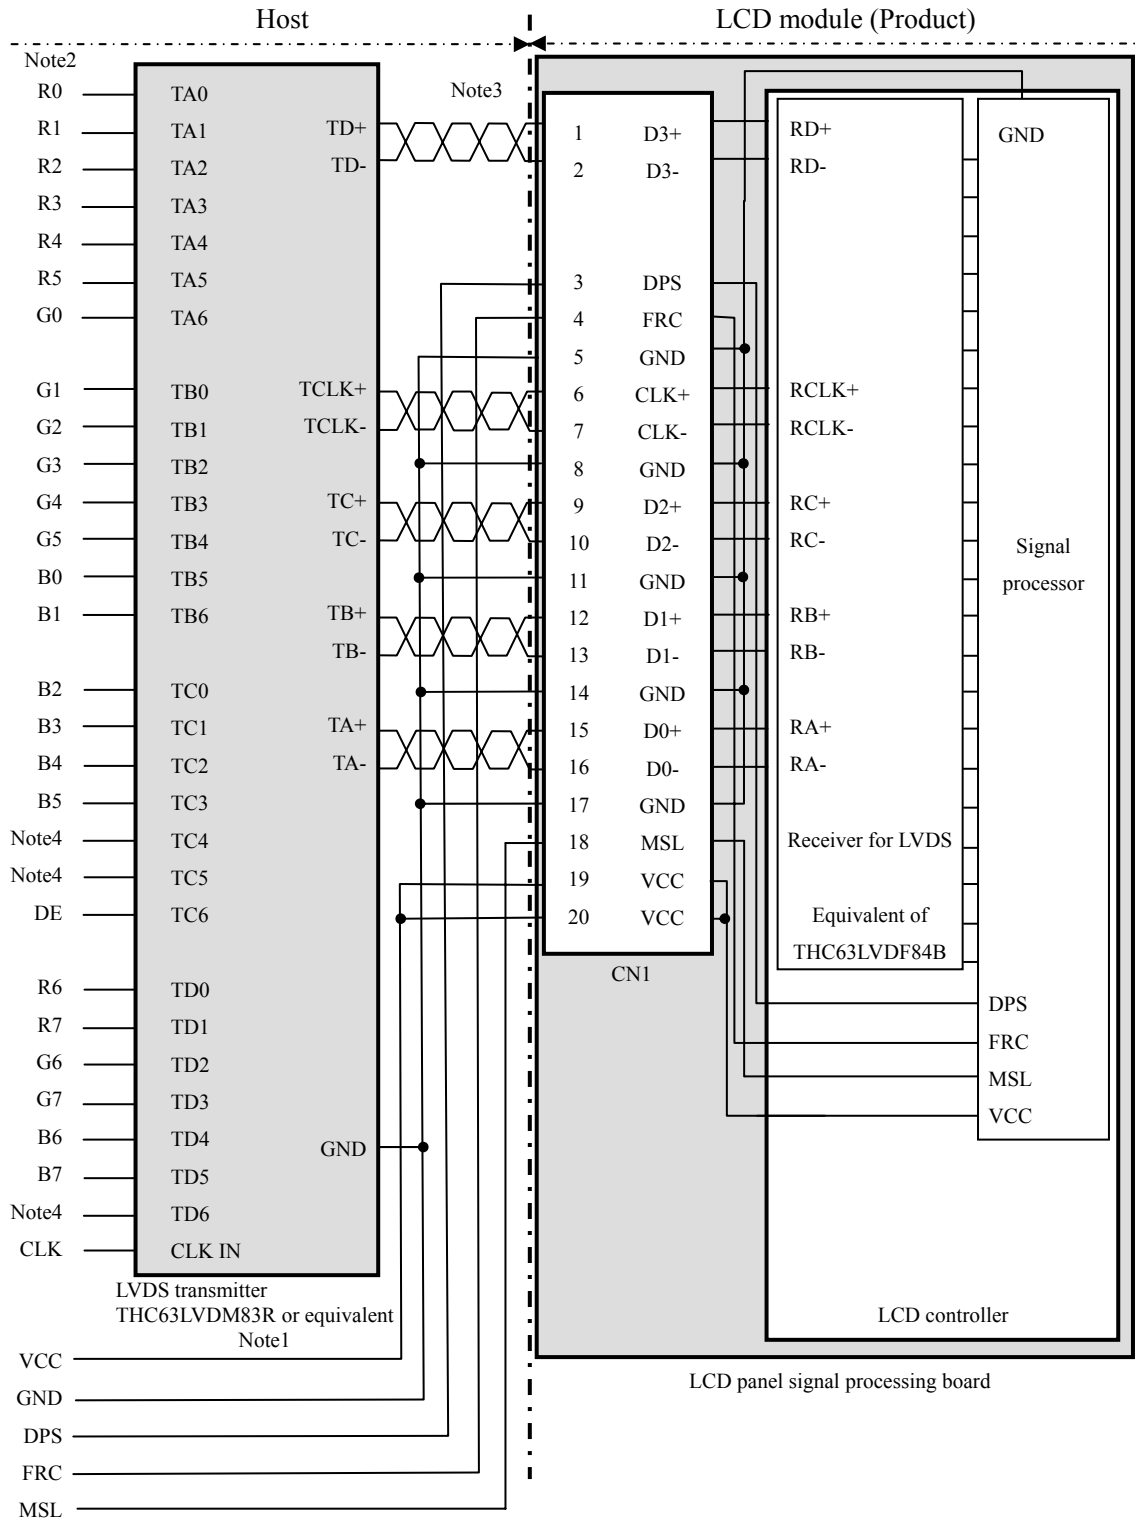 Host
LCD module (Product)
Note2
Note3
R0 TA0
R1 TA1 TD+ 1 D3+ RD+ GND
R2 TA2 TD- 2 D3- RD-
R3 TA3
R4 TA4
R5 TA5 3 DPS
G0 TA6 4 FRC
5 GND
G1 TB0 TCLK+ 6 CLK+ RCLK+
G2 TB1 TCLK- 7 CLK- RCLK-
G3 TB2 8 GND
G4 TB3 TC+ 9 D2+ RC+
G5 TB4 TC- 10 D2- RC- Signal
B0 TB5 11 GND processor
B1 TB6 TB+ 12 D1+ RB+
TB- 13 D1- RB-
B2 TC0 14 GND
B3 TC1 TA+ 15 D0+ RA+
B4 TC2 TA- 16 D0- RA-
B5 TC3 17 GND
Note4 TC4 18 MSL Receiver for LVDS
Note4 TC5 19 VCC
DE TC6 20 VCC Equivalent of
THC63LVDF84B
CN1
R6 TD0 DPS
R7 TD1
G6 TD2 FRC
G7 TD3 MSL
B6 TD4 GND VCC
B7 TD5
Note4 TD6
CLK CLK IN
LVDS transmitter
THC63LVDM83R or equivalent
Note1
LCD controller
VCC
LCD panel signal processing board
GND
DPS
FRC
MSL